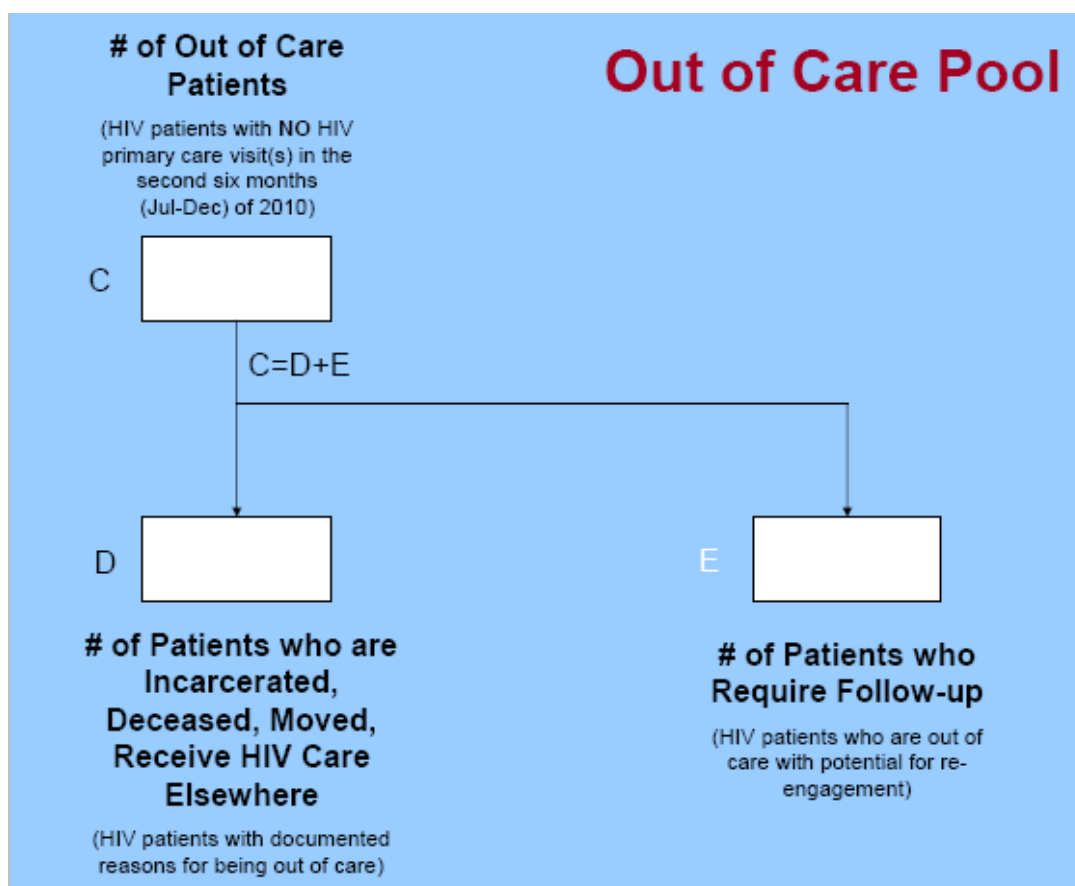 # of Out of Care
Patients
(HIV patients with NO HIV
primary care visit(s) in the
second six months
(Jul-Dec) of 2010)
Out of Care Pool
C
C=D+E
D
E
# of Patients who are
Incarcerated,
Deceased, Moved,
Receive HIV Care
Elsewhere
(HIV patients with documented
reasons for being out of care)
# of Patients who
Require Follow-up
(HIV patients who are out of
care with potential for re-
engagement)